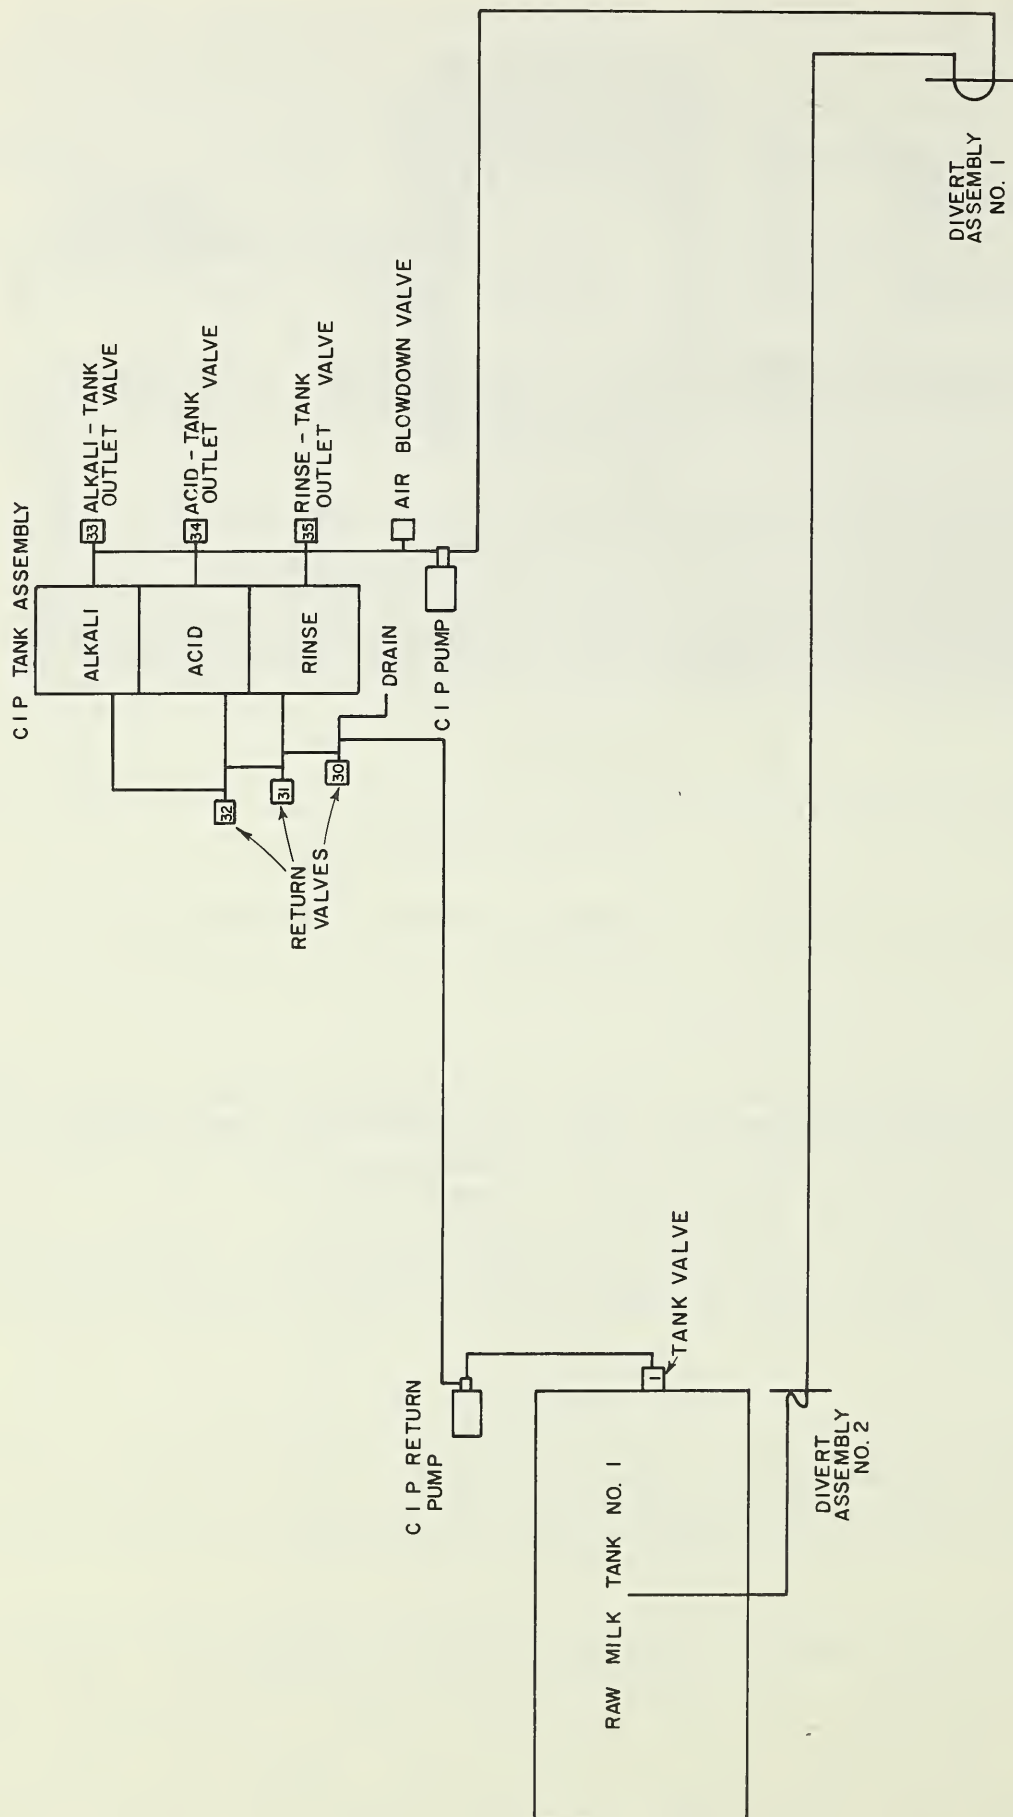 CIP TANK ASSEMBLY
ALKALI
ACID
RINSE
33
ALKALI-TANK
OUTLET VALVE
34
ACID-TANK
OUTLET VALVE
35
RINSE-TANK
OUTLET VALVE
AIR BLOWDOWN VALVE
CIP PUMP
DRAIN
32
31
30
RETURN
VALVES
DIVERT
ASSEMBLY
NO. 1
CIP RETURN
PUMP
1
TANK VALVE
RAW MILK TANK NO. 1
DIVERT
ASSEMBLY
NO. 2